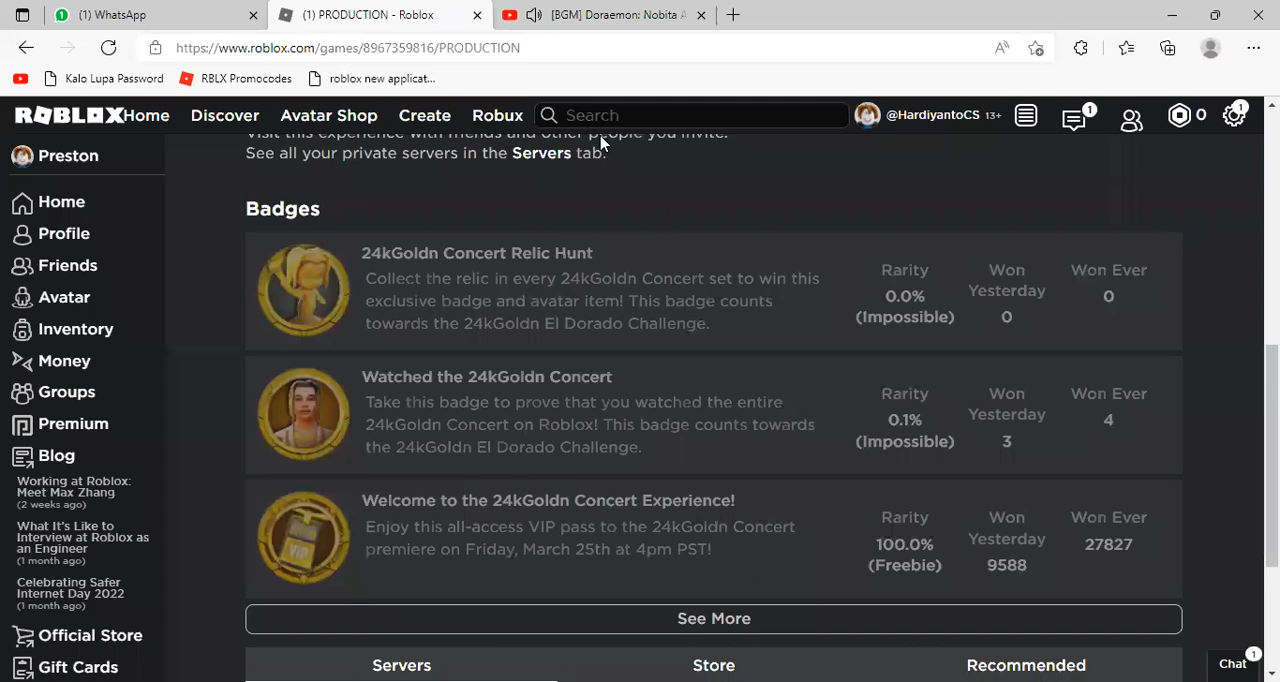 (1) WhatsApp
(1) PRODUCTION - Roblox
[BGM] Doraemon: Nobita A
https://www.roblox.com/games/8967359816/PRODUCTION
Kalo Lupa Password
RBLX Promocodes
roblox new applicat...
ROBLOX
Home
Discover
Avatar Shop
Create
Robux
Search
@HardiyantoCS 13+
1
0
1
Visit this experience with friends and other people you invite.
See all your private servers in the Servers tab.
Preston
Home
Profile
Friends
Avatar
Inventory
Money
Groups
Premium
Blog
Working at Roblox:
Meet Max Zhang
(2 weeks ago)
What It's Like to
Interview at Roblox as
an Engineer
(1 month ago)
Celebrating Safer
Internet Day 2022
(1 month ago)
Official Store
Gift Cards
Badges
24kGoldn Concert Relic Hunt
Collect the relic in every 24kGoldn Concert set to win this
exclusive badge and avatar item! This badge counts
towards the 24kGoldn El Dorado Challenge.
Rarity
0.0%
(Impossible)
Won
Yesterday
0
Won Ever
0
Watched the 24kGoldn Concert
Take this badge to prove that you watched the entire
24kGoldn Concert on Roblox! This badge counts towards
the 24kGoldn El Dorado Challenge.
Rarity
0.1%
(Impossible)
Won
Yesterday
3
Won Ever
4
VIP
Welcome to the 24kGoldn Concert Experience!
Enjoy this all-access VIP pass to the 24kGoldn Concert
premiere on Friday, March 25th at 4pm PST!
Rarity
100.0%
(Freebie)
Won
Yesterday
9588
Won Ever
27827
See More
Servers
Store
Recommended
Chat
1